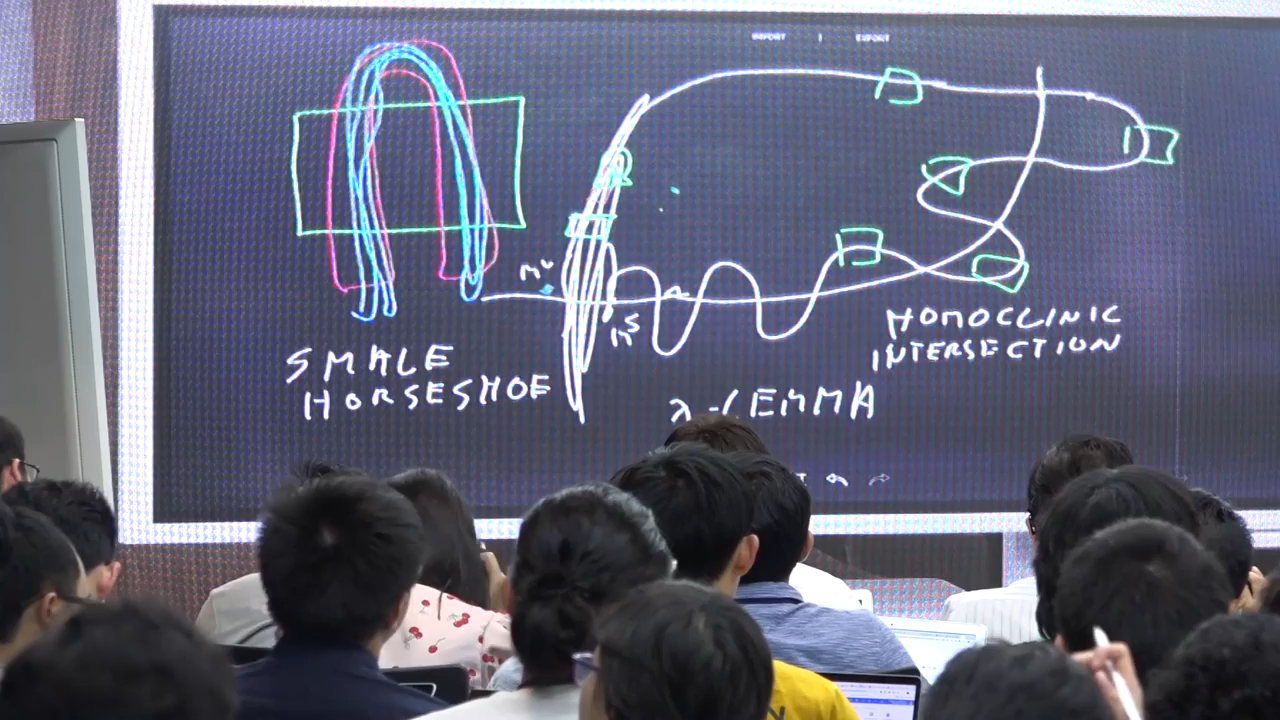 IMPORT | EXPORT
SMALE
HORSESHOE
HOMOCLINIC
INTERSECTION
λ-LEMMA